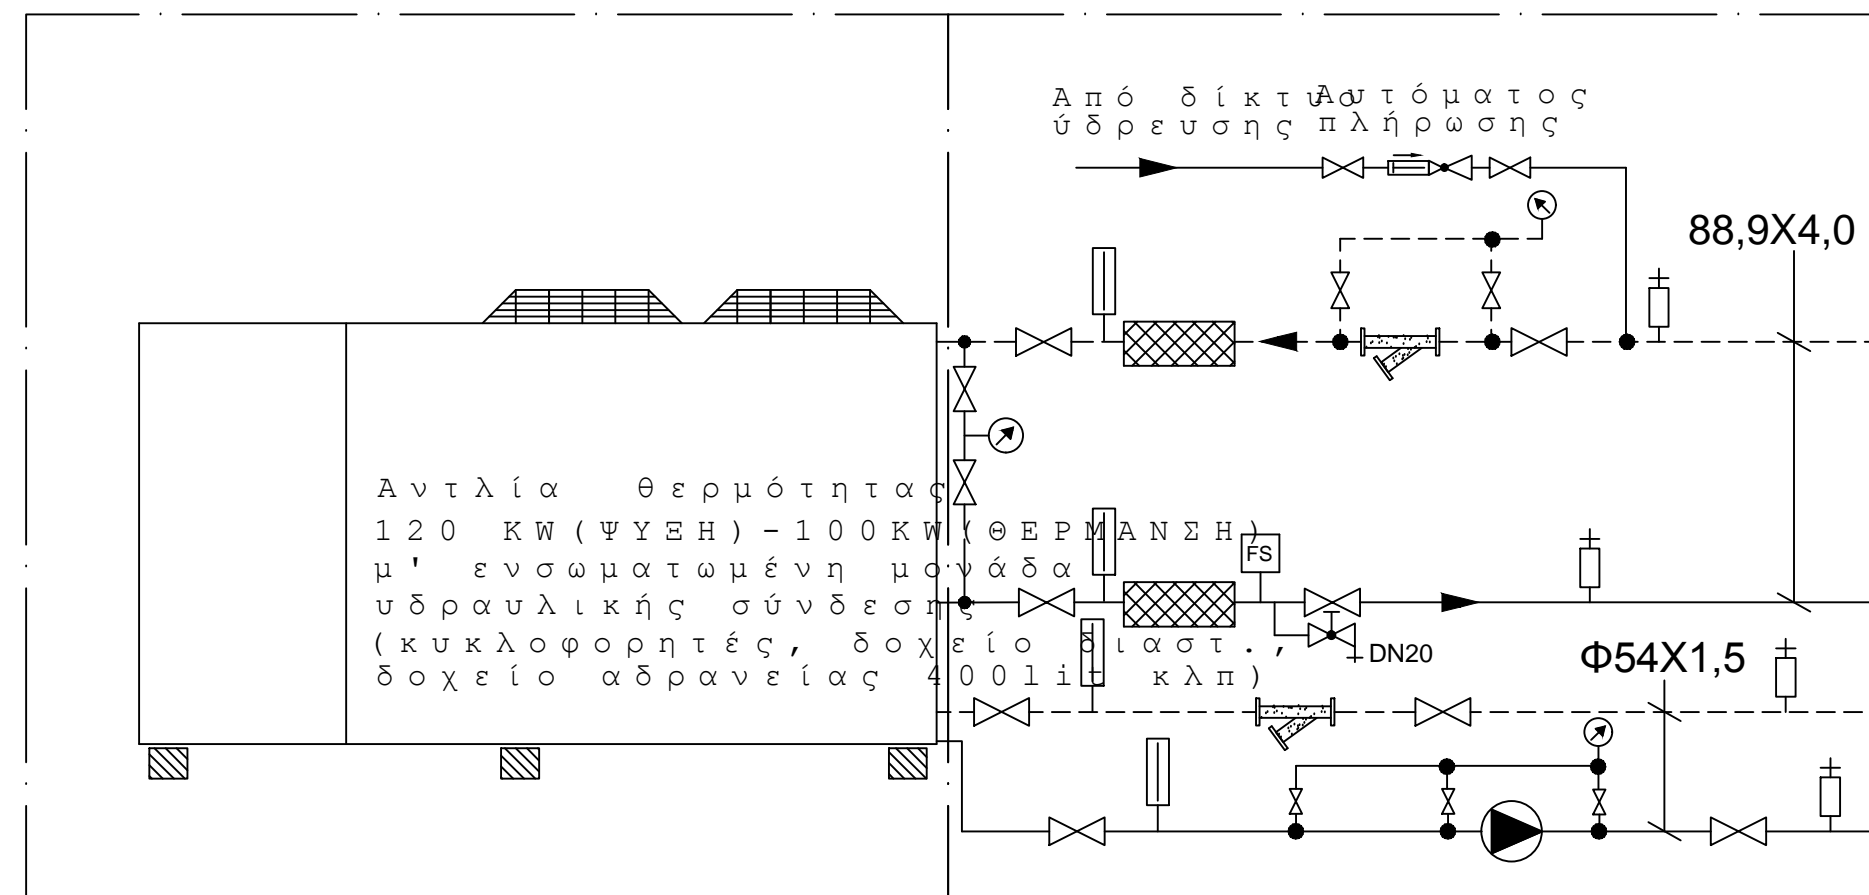 Από δίκτυο
ύδρευσης
Αυτόματος
πλήρωσης
88,9X4,0
Αντλία θερμότητας
120 KW(ΨΥΞΗ)-100KW(ΘΕΡΜΑΝΣΗ)
μ' ενσωματωμένη μονάδα
υδραυλικής σύνδεσης
(κυκλοφορητές, δοχείο διαστ.,
δοχείο αδρανείας 400lit κλπ)
FS
DN20
Φ54X1,5